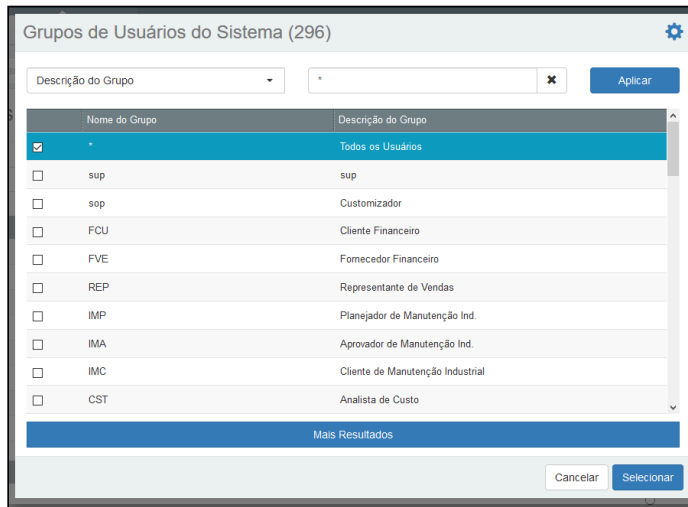 Grupos de Usuários do Sistema (296)
Descrição do Grupo * Aplicar
Nome do Grupo Descrição do Grupo
* Todos os Usuários
sup sup
sop Customizador
FCU Cliente Financeiro
FVE Fornecedor Financeiro
REP Representante de Vendas
IMP Planejador de Manutenção Ind.
IMA Aprovador de Manutenção Ind.
IMC Cliente de Manutenção Industrial
CST Analista de Custo
Mais Resultados
Cancelar Selecionar